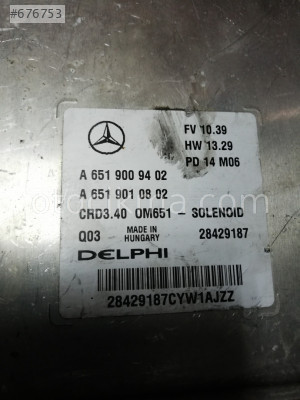 #676753
FV 10.39
HW 13.29
PD 14 M06
A 651 900 94 02
A 651 901 08 02
CRD3.40 OM651 - SOLENOID
Q03 MADE IN HUNGARY 28429187
DELPHI
28429187CYW1AJZZ